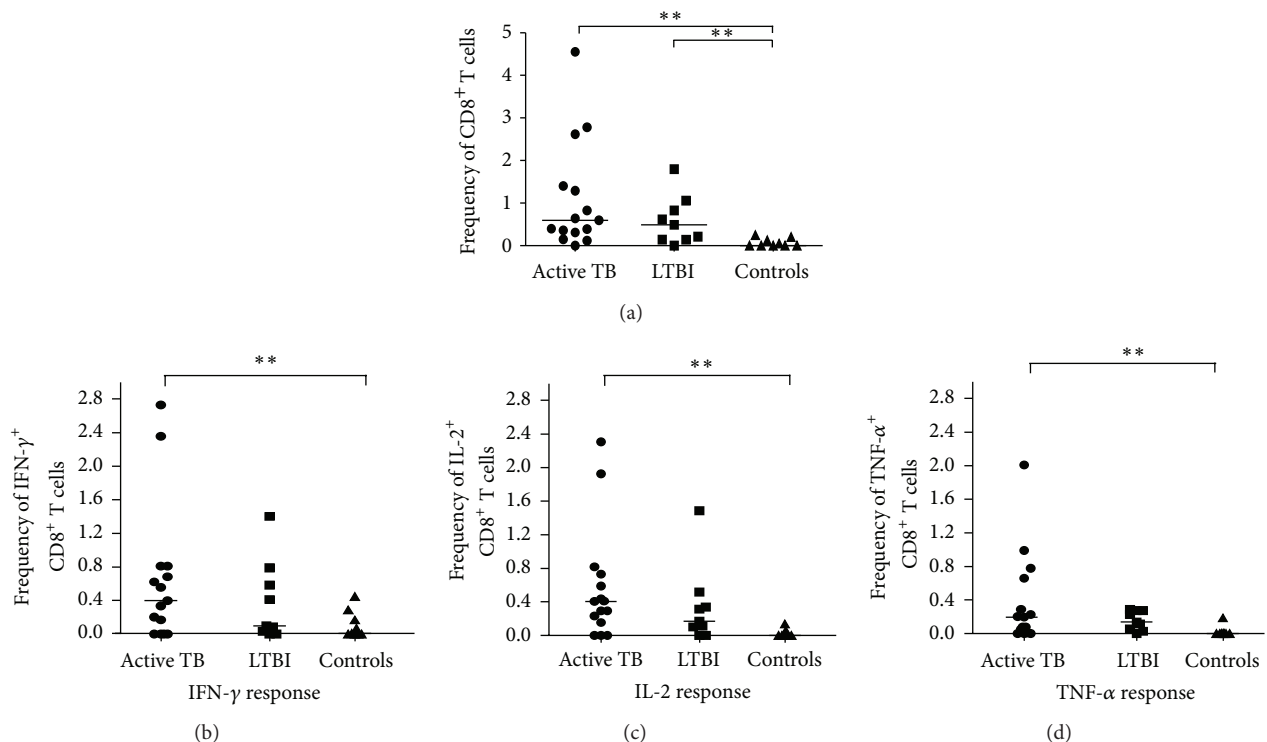 **
**
5
4
3
2
1
0
Frequency of CD8+ T cells
Active TB LTBI Controls
(a)
**
2.8
2.4
2.0
1.6
1.2
0.8
0.4
0.0
Frequency of IFN-γ+
CD8+ T cells
Active TB LTBI Controls
IFN-γ response
(b)
**
2.8
2.4
2.0
1.6
1.2
0.8
0.4
0.0
Frequency of IL-2+
CD8+ T cells
Active TB LTBI Controls
IL-2 response
(c)
**
2.8
2.4
2.0
1.6
1.2
0.8
0.4
0.0
Frequency of TNF-α+
CD8+ T cells
Active TB LTBI Controls
TNF-α response
(d)